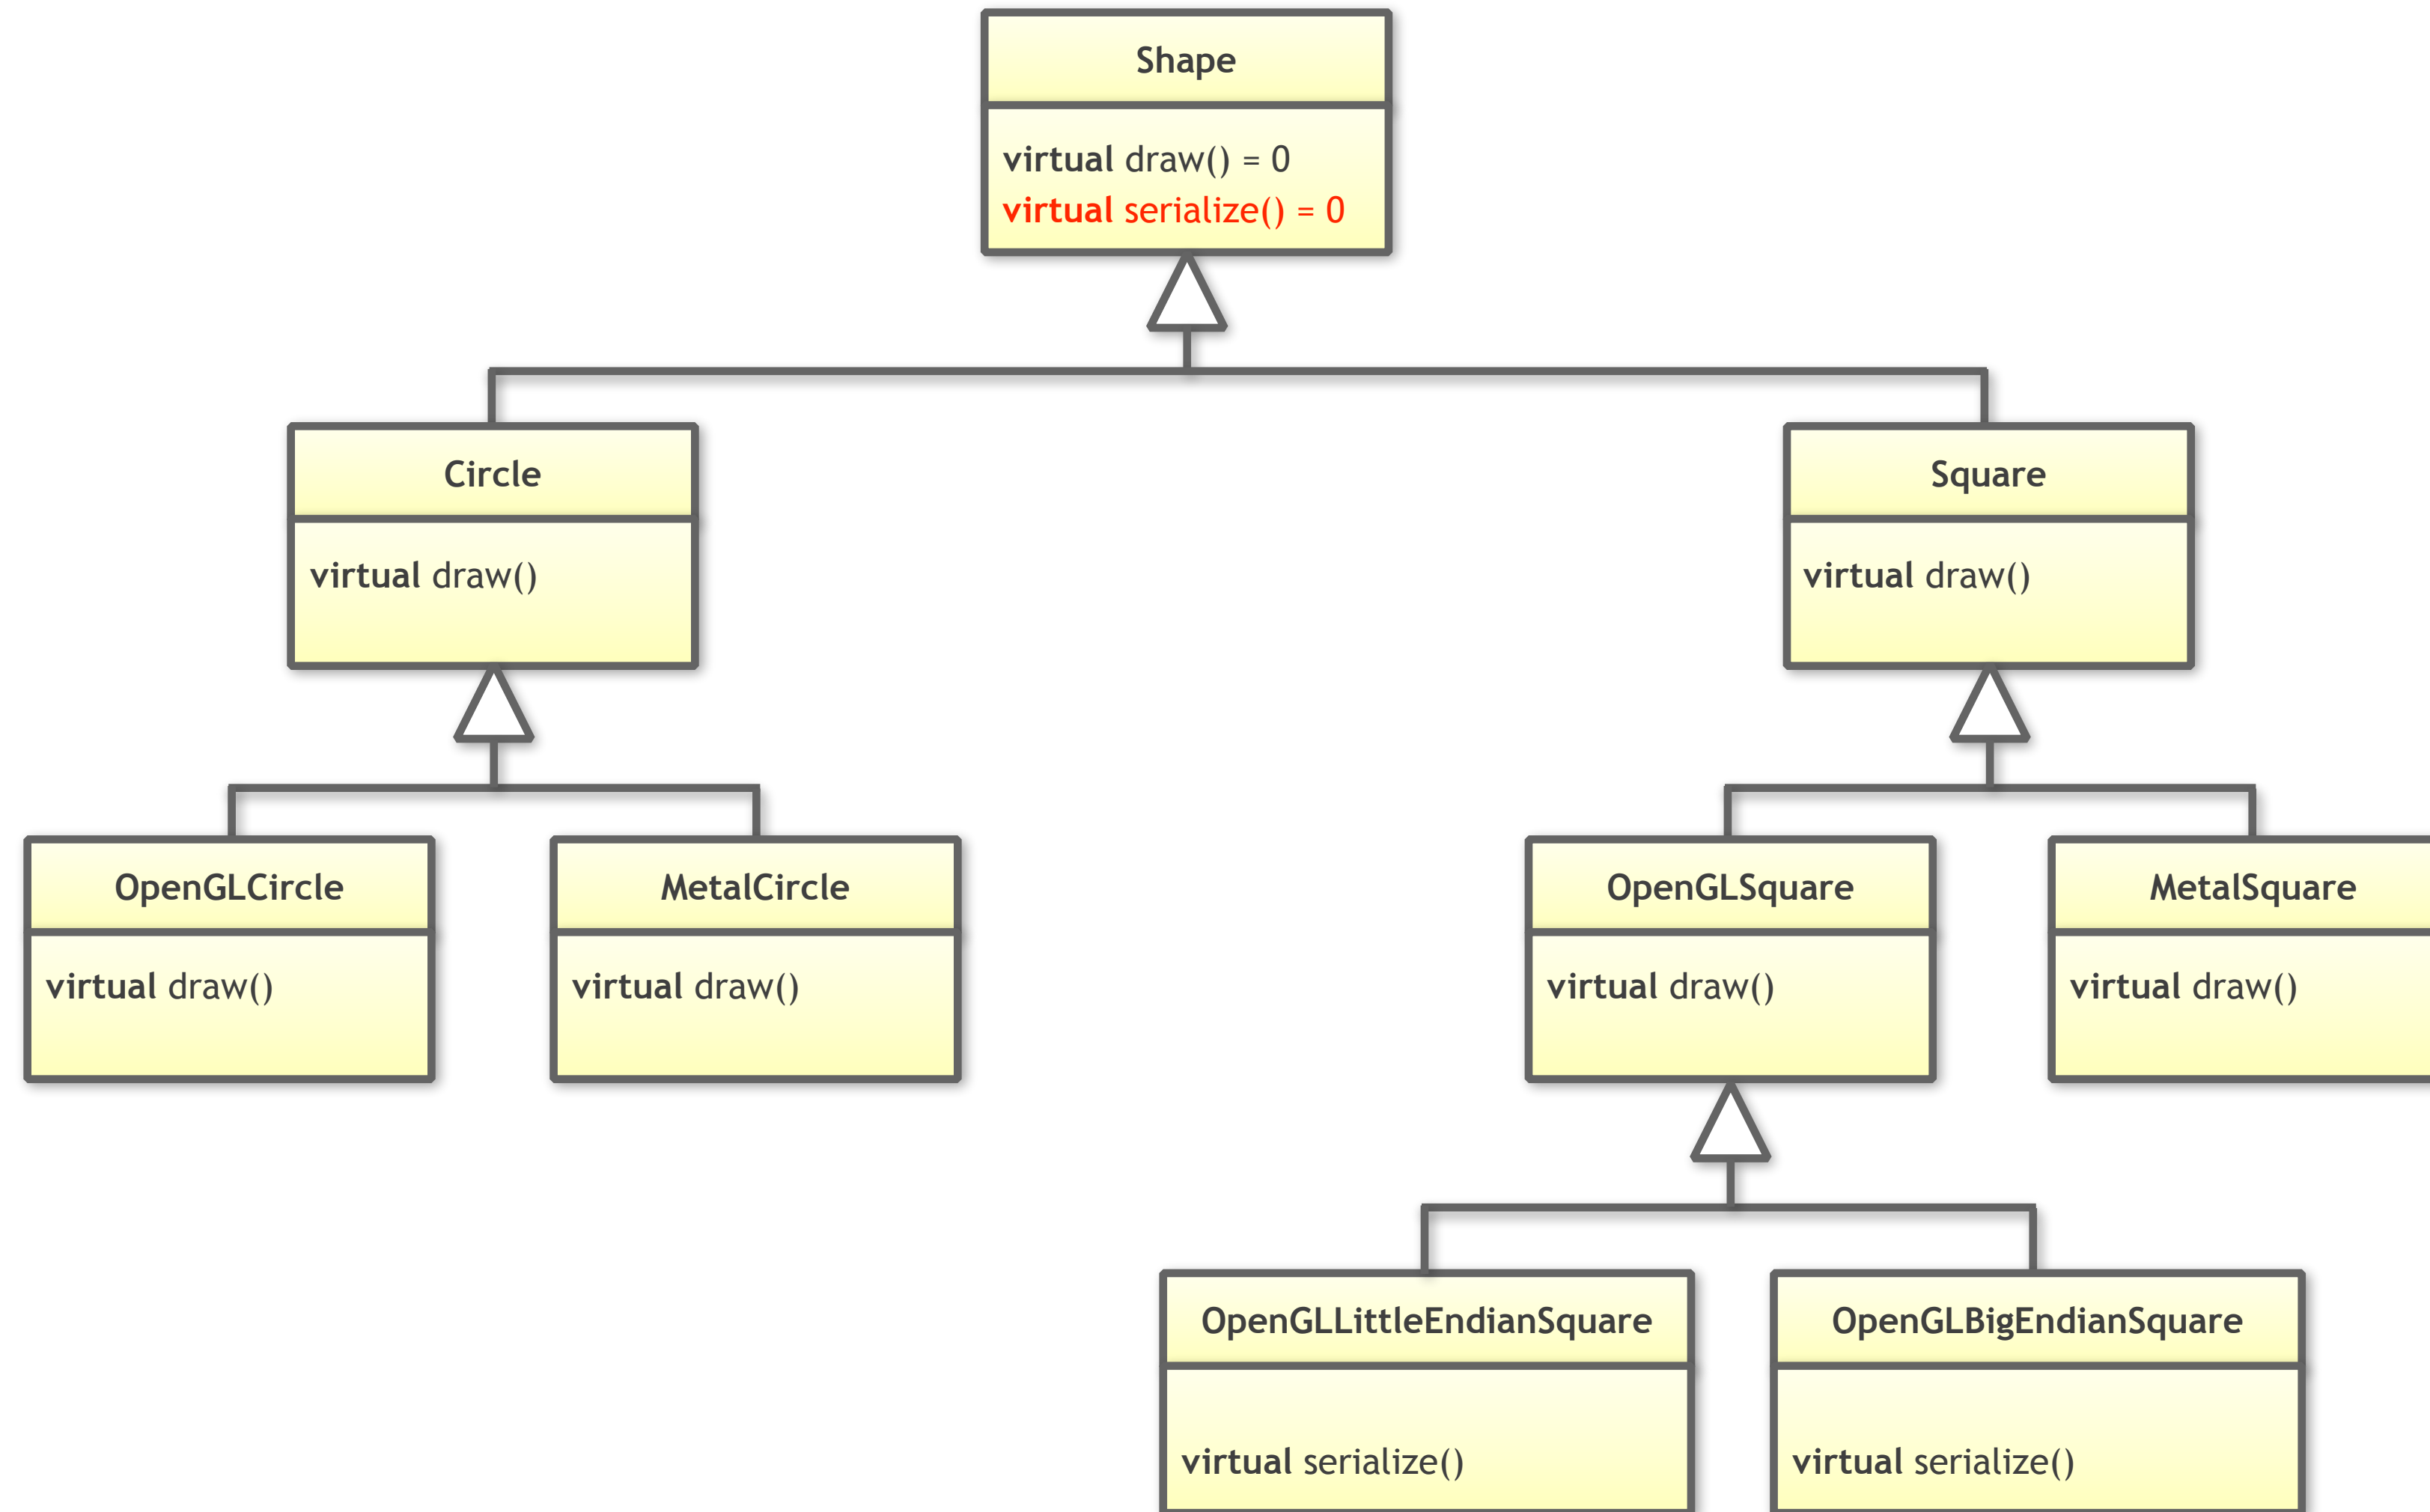 Shape
virtual draw() = 0
virtual serialize() = 0
Circle
virtual draw()
Square
virtual draw()
OpenGLCircle
virtual draw()
MetalCircle
virtual draw()
OpenGLSquare
virtual draw()
MetalSquare
virtual draw()
OpenGLLittleEndianSquare
virtual serialize()
OpenGLBigEndianSquare
virtual serialize()